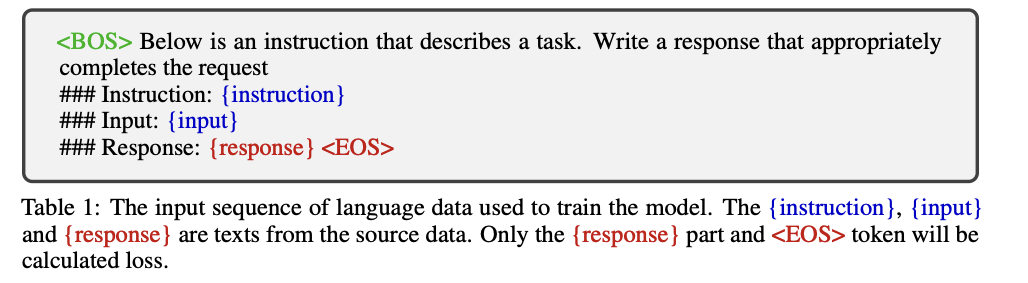 <BOS> Below is an instruction that describes a task. Write a response that appropriately
completes the request
### Instruction: {instruction}
### Input: {input}
### Response: {response} <EOS>
Table 1: The input sequence of language data used to train the model. The {instruction}, {input}
and {response} are texts from the source data. Only the {response} part and <EOS> token will be
calculated loss.